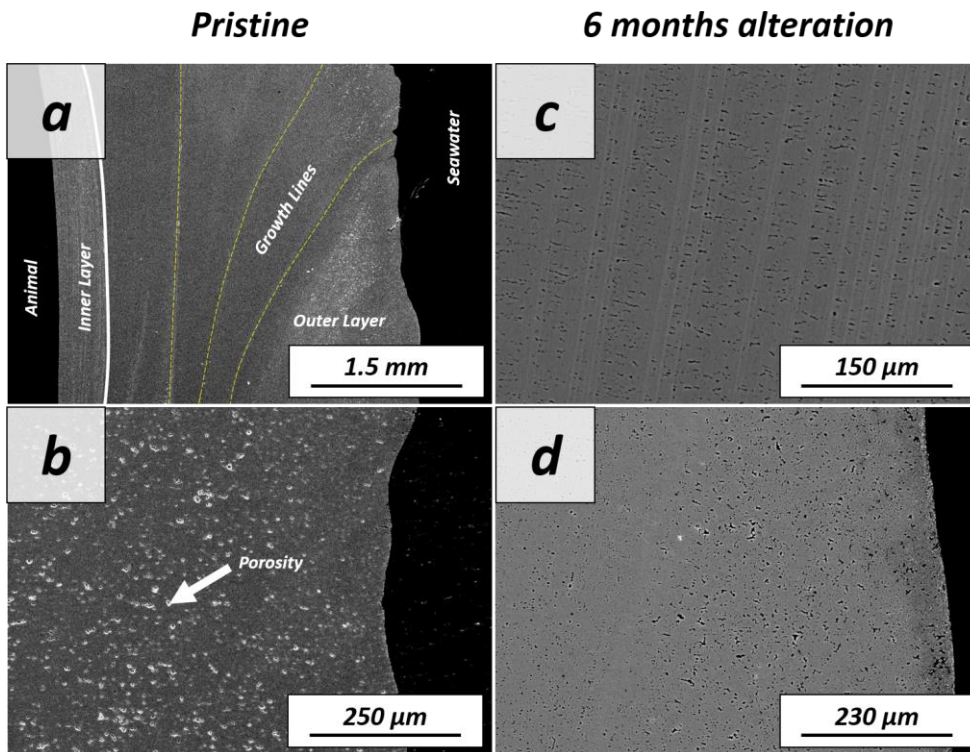 Pristine
6 months alteration
a
Animal
Inner Layer
Growth Lines
Outer Layer
Seawater
1.5 mm
c
150 µm
b
Porosity
250 µm
d
230 µm